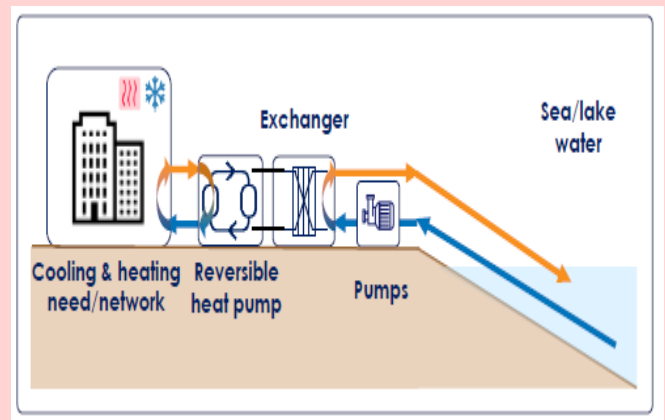 Exchanger
Sea/lake
water
Cooling & heating
need/network
Reversible
heat pump
Pumps